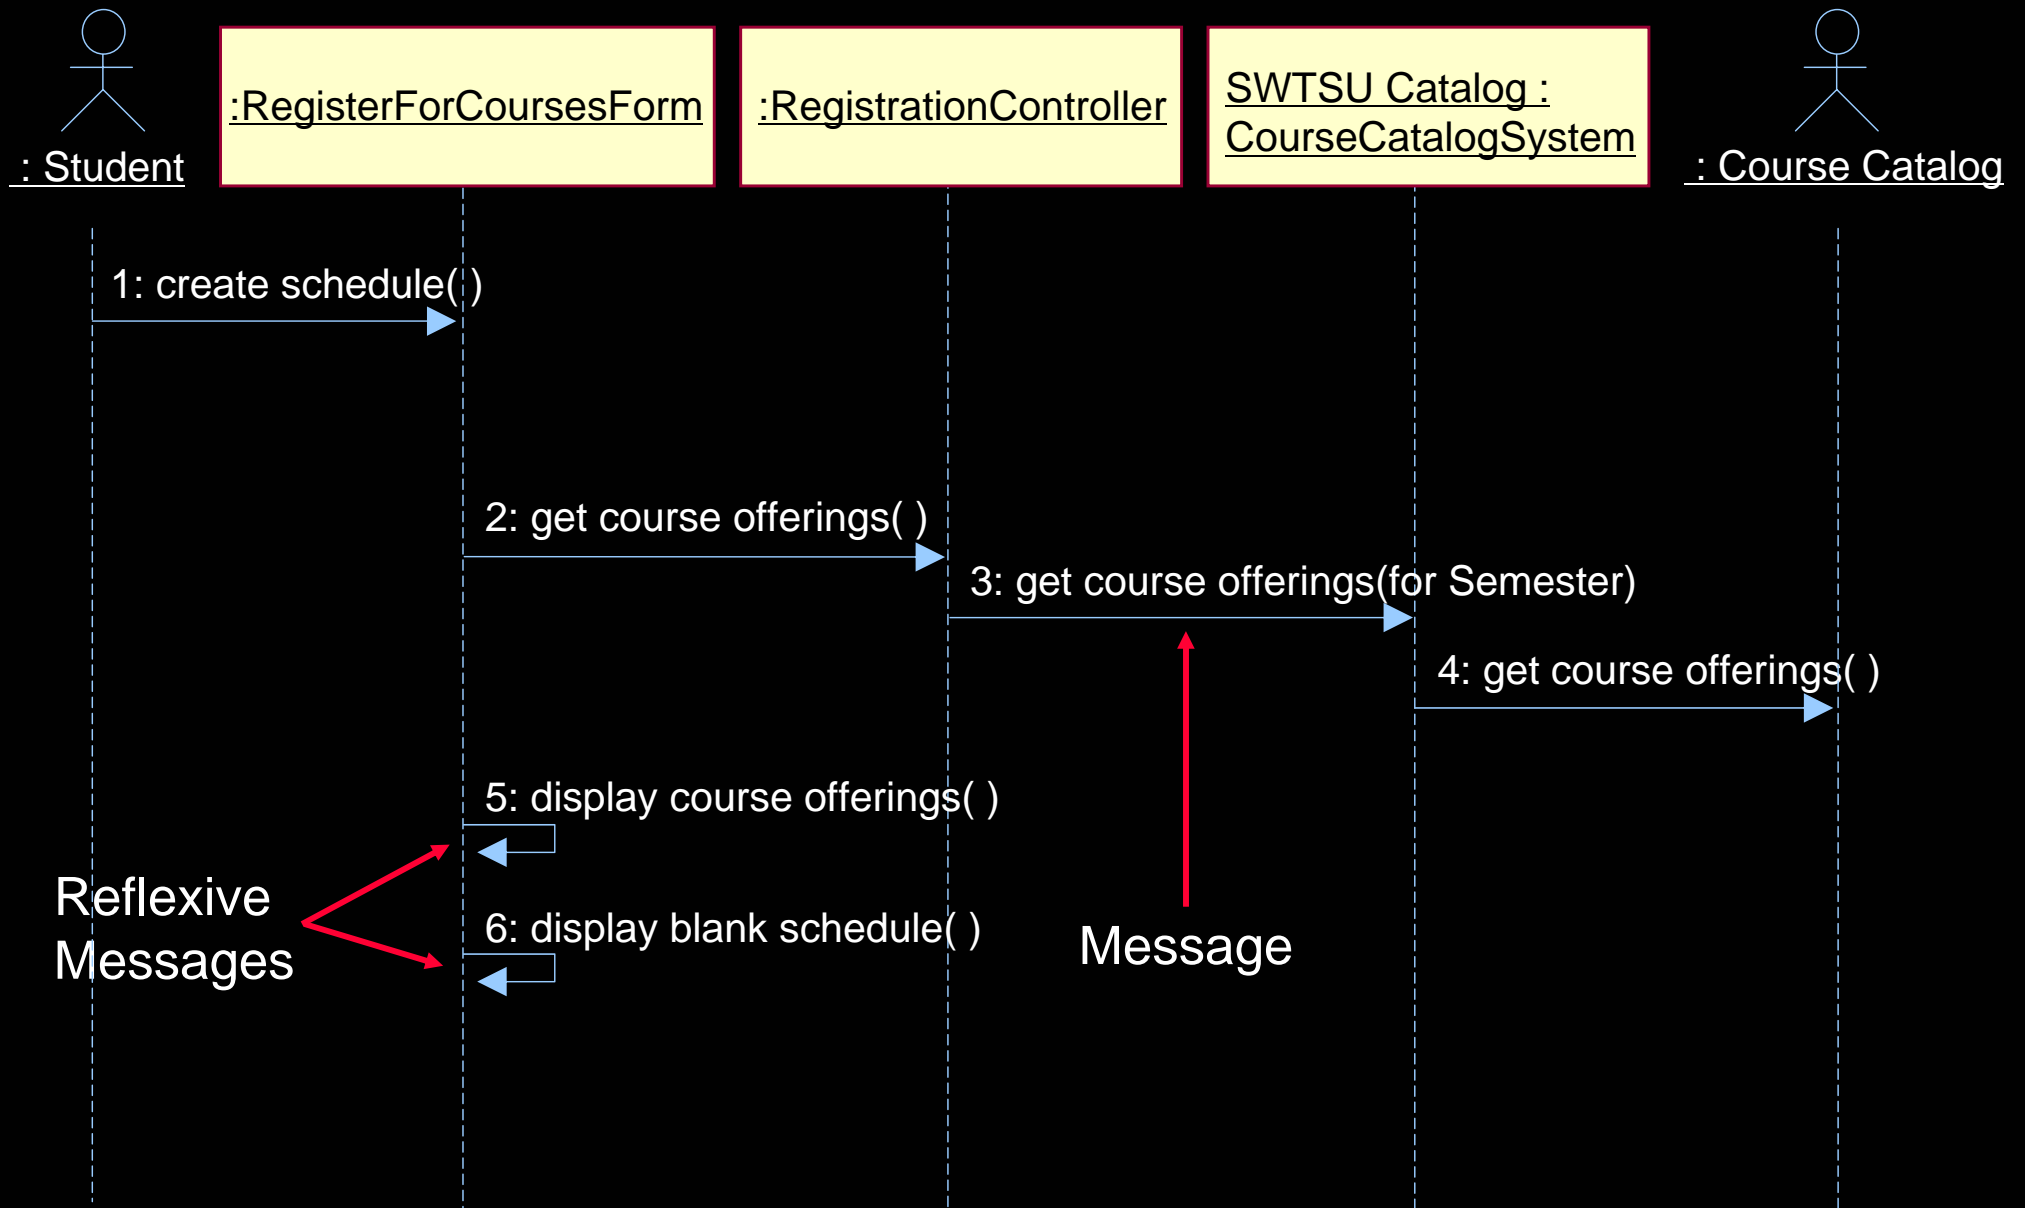 : Student
:RegisterForCoursesForm
:RegistrationController
SWTSU Catalog :
CourseCatalogSystem
: Course Catalog
1: create schedule( )
2: get course offerings( )
3: get course offerings(for Semester)
4: get course offerings( )
5: display course offerings( )
Reflexive
Messages
6: display blank schedule( )
Message